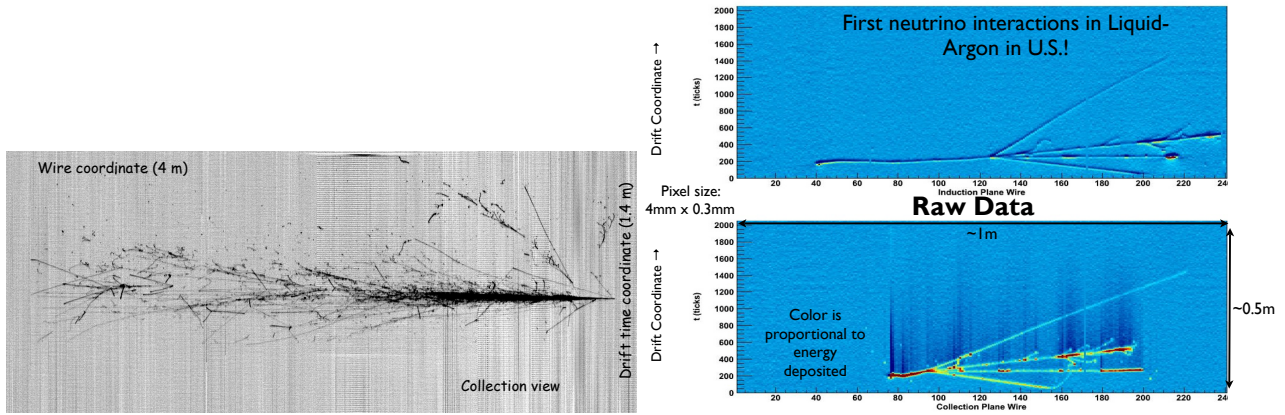 Wire coordinate (4 m)
Drift time coordinate (1.4 m)
Collection view
First neutrino interactions in Liquid-
Argon in U.S.!
Drift Coordinate →
t (ticks)
2000
1800
1600
1400
1200
1000
800
600
400
200
0
0 20 40 60 80 100 120 140 160 180 200 220 240
Induction Plane Wire
Pixel size:
4mm x 0.3mm
Raw Data
~1m
Drift Coordinate →
t (ticks)
2000
1800
1600
1400
1200
1000
800
600
400
200
0
Color is
proportional to
energy
deposited
~0.5m
0 20 40 60 80 100 120 140 160 180 200 220 240
Collection Plane Wire